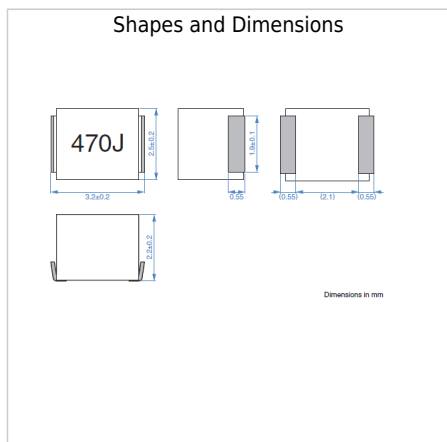 Shapes and Dimensions
470J
2.5±0.2
3.2±0.2
1.9±0.1
0.55
(0.55)
(2.1)
(0.55)
2.2±0.2
Dimensions in mm